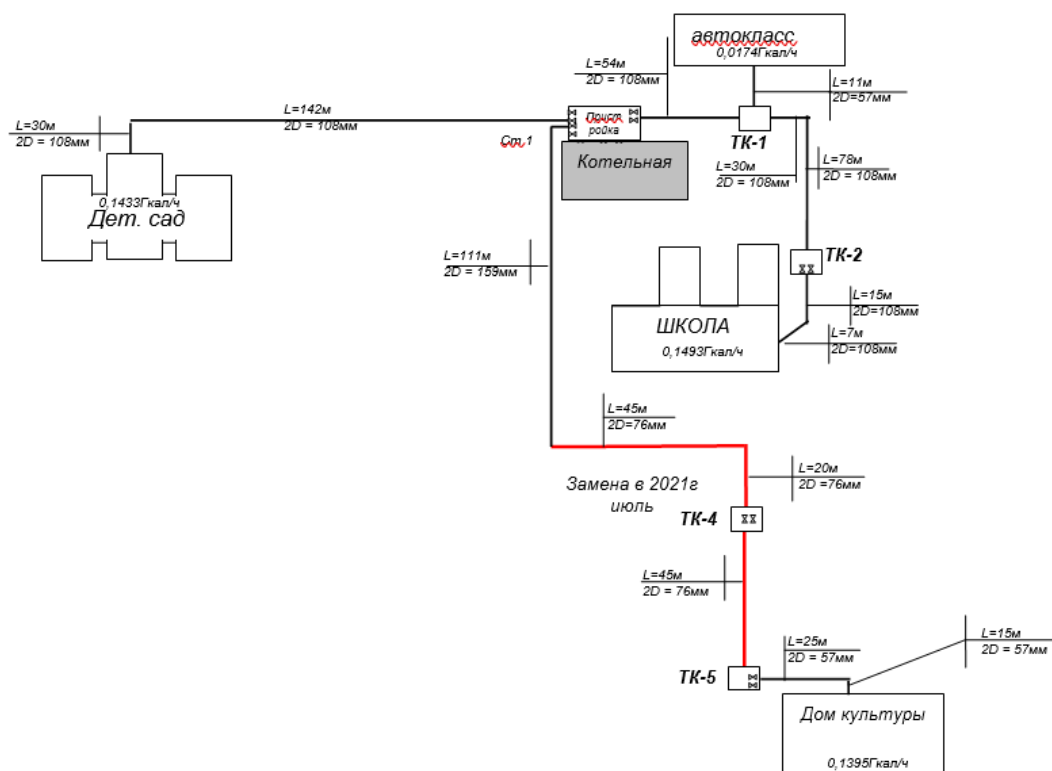 автокласс
0,0174Гкал/ч
L=54м
2D = 108мм
L=11м
2D=57мм
L=142м
2D = 108мм
L=30м
2D = 108мм
Прист
ройка
Ст,1
ТК-1
Котельная
L=30м
2D = 108мм
L=78м
2D = 108мм
0,1433Гкал/ч
Дет. сад
L=111м
2D = 159мм
ТК-2
L=15м
2D=108мм
ШКОЛА
0,1493Гкал/ч
L=7м
2D=108мм
L=45м
2D=76мм
L=20м
2D =76мм
Замена в 2021г
июль
ТК-4
L=45м
2D = 76мм
L=25м
2D = 57мм
L=15м
2D = 57мм
ТК-5
Дом культуры
0,1395Гкал/ч